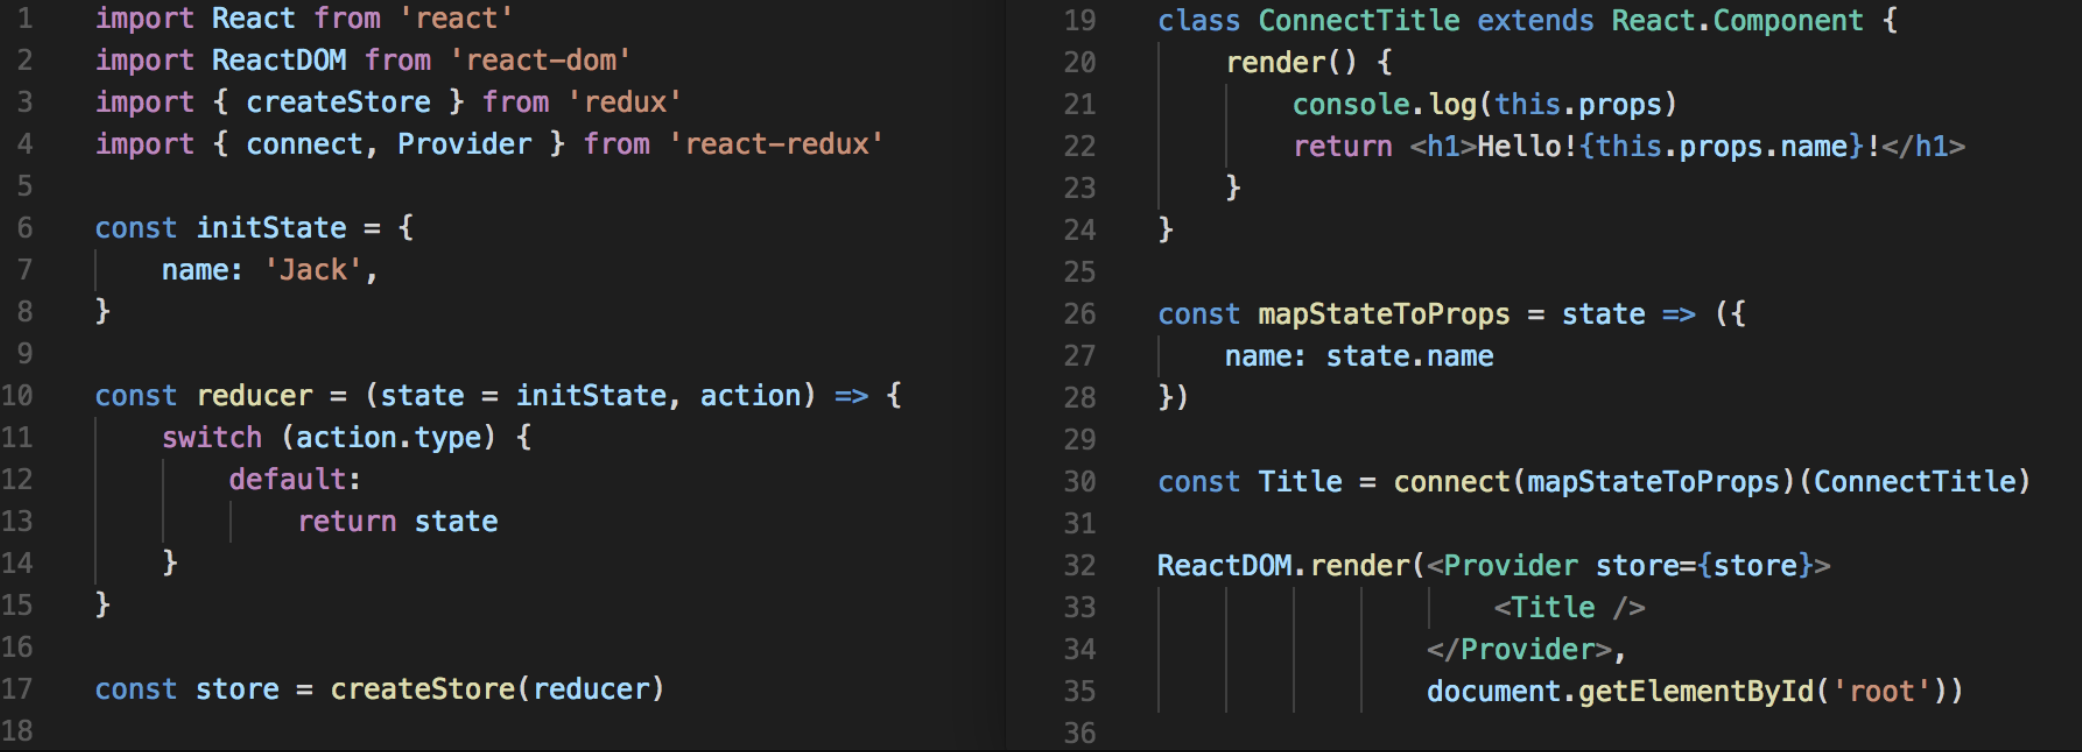 1 import React from 'react'
2 import ReactDOM from 'react-dom'
3 import { createStore } from 'redux'
4 import { connect, Provider } from 'react-redux'
5
6 const initState = {
7     name: 'Jack',
8 }
9
10 const reducer = (state = initState, action) => {
11     switch (action.type) {
12         default:
13             return state
14     }
15 }
16
17 const store = createStore(reducer)
18
19 class ConnectTitle extends React.Component {
20     render() {
21         console.log(this.props)
22         return <h1>Hello!{this.props.name}!</h1>
23     }
24 }
25
26 const mapStateToProps = state => ({
27     name: state.name
28 })
29
30 const Title = connect(mapStateToProps)(ConnectTitle)
31
32 ReactDOM.render(<Provider store={store}>
33                     <Title />
34                 </Provider>,
35                 document.getElementById('root'))
36